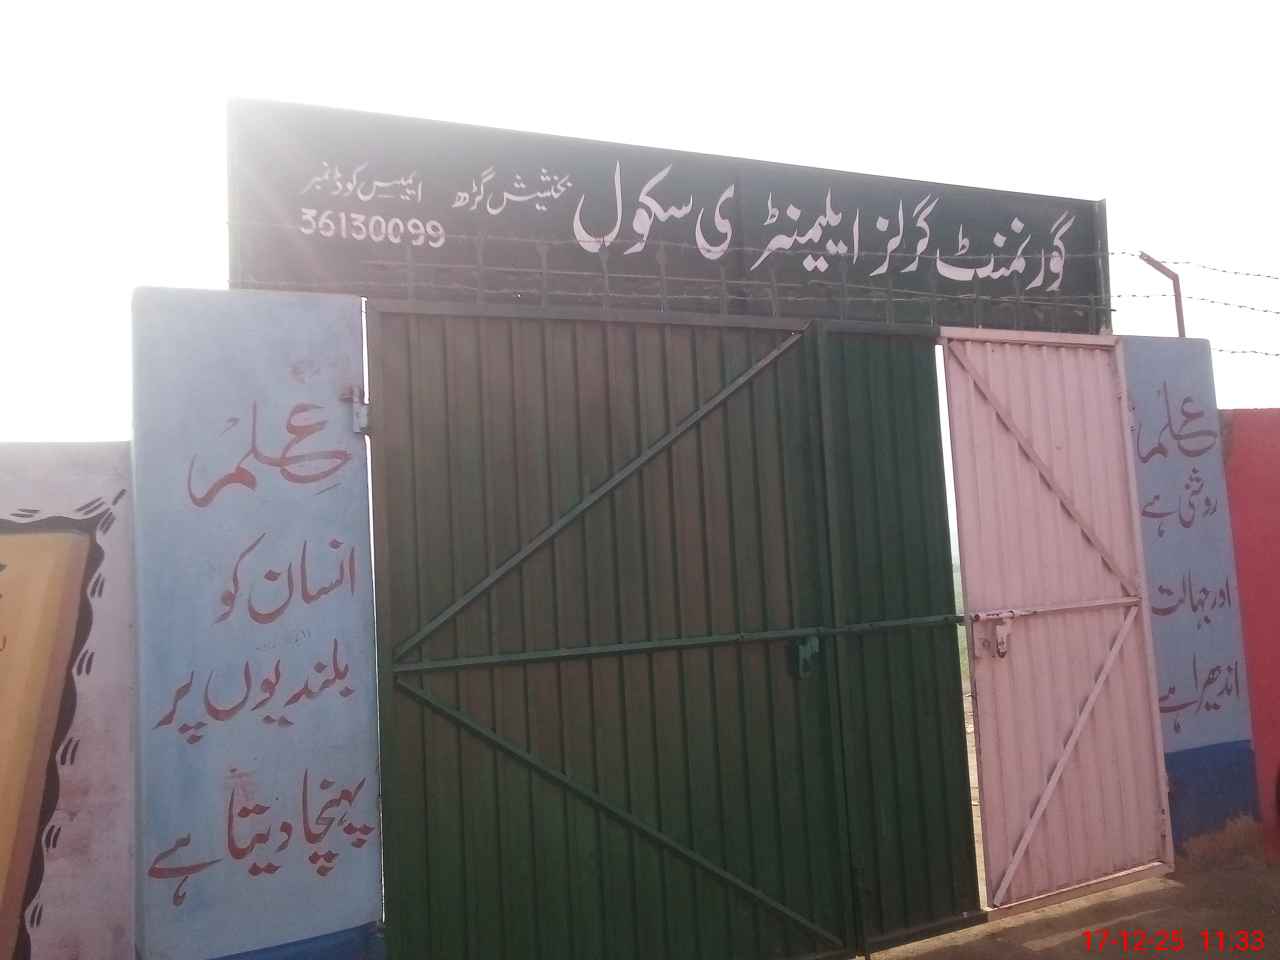 گورنمنٹ گرلز ایلیمنٹری سکول بخشیش گڑھ ایمیس کوڈ نمبر
36130099
علم
روشنی ہے
اور جہالت
اندھیرا ہے
علم
انسان کو
بلندیوں پر
پہنچا دیتا ہے
17-12-25 11:33